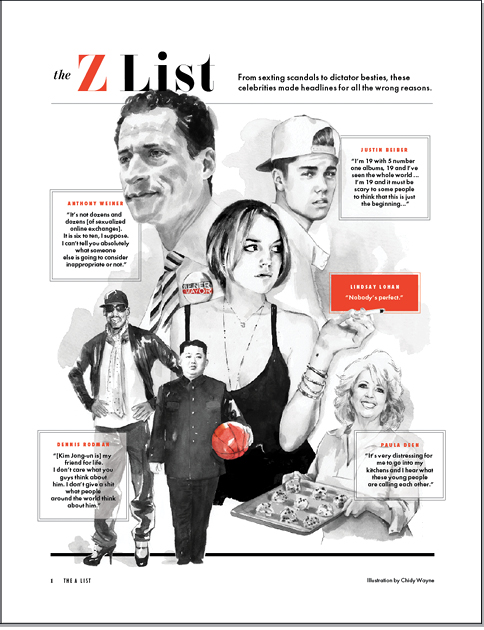 the Z List
From sexting scandals to dictator besties, these
celebrities made headlines for all the wrong reasons.
JUSTIN BEIBER
"I'm 19 with 5 number
one albums, 19 and I've
seen the whole world ...
I'm 19 and it must be
scary to some people
to think that this is just
the beginning..."
ANTHONY WEINER
"It's not dozens and
dozens [of sexualized
online exchanges].
It is six to ten, I suppose.
I can't tell you absolutely
what someone
else is going to consider
inappropriate or not."
LINDSAY LOHAN
"Nobody's perfect."
MAYOR
DENNIS RODMAN
"[Kim Jong-un is] my
friend for life.
I don't care what you
guys think about
him. I don't give a shit
what people
around the world think
about him."
PAULA DEEN
"It's very distressing for
me to go into my
kitchens and I hear what
these young people
are calling each other."
8 THE A LIST
Illustration by Chidy Wayne